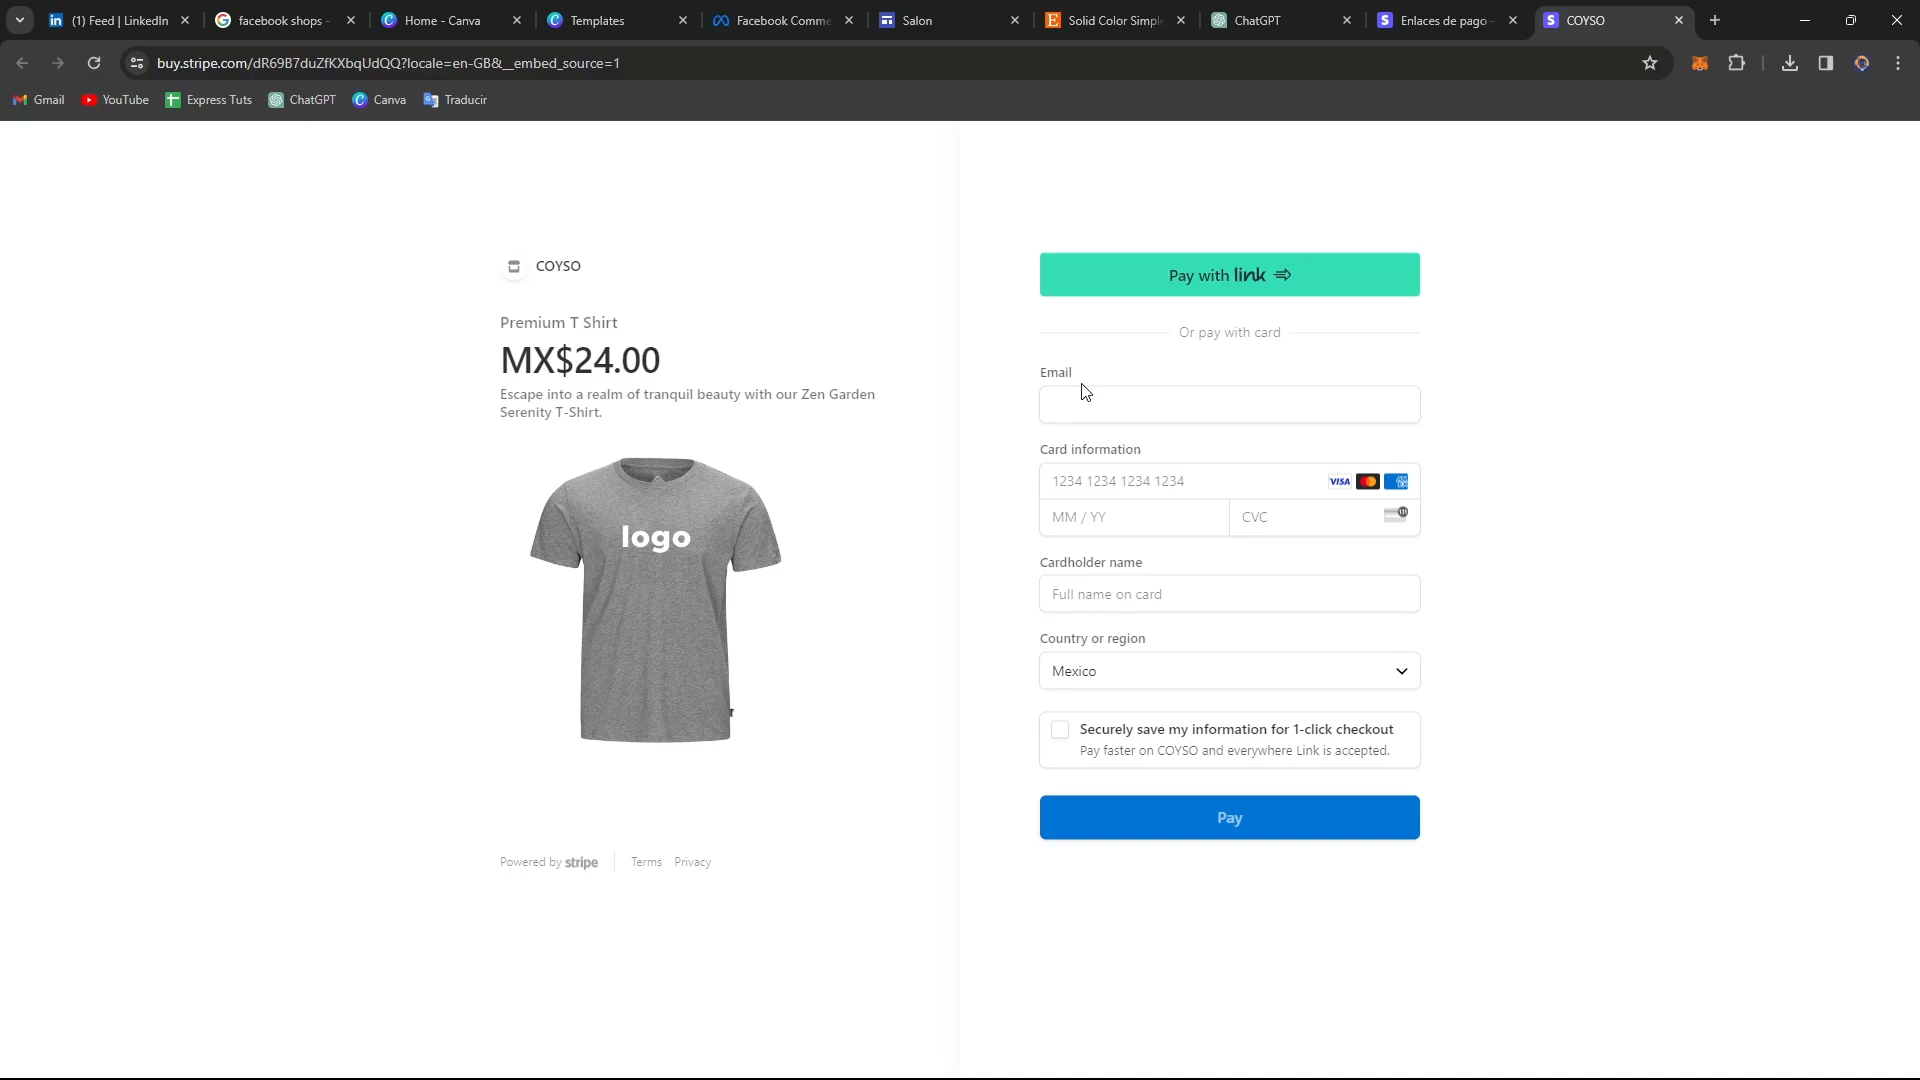 (1) Feed | LinkedIn
facebook shops -
Home - Canva
Templates
Facebook Comme
Salon
Solid Color Simple
ChatGPT
Enlaces de pago -
COYSO
buy.stripe.com/dR69B7duZfKXbqUdQQ?locale=en-GB&__embed_source=1
Gmail
YouTube
Express Tuts
ChatGPT
Canva
Traducir
COYSO
Premium T Shirt
MX$24.00
Escape into a realm of tranquil beauty with our Zen Garden
Serenity T-Shirt.
logo
Powered by stripe
Terms
Privacy
Pay with link
Or pay with card
Email
Card information
1234 1234 1234 1234
VISA
MM / YY
CVC
Cardholder name
Full name on card
Country or region
Mexico
Securely save my information for 1-click checkout
Pay faster on COYSO and everywhere Link is accepted.
Pay